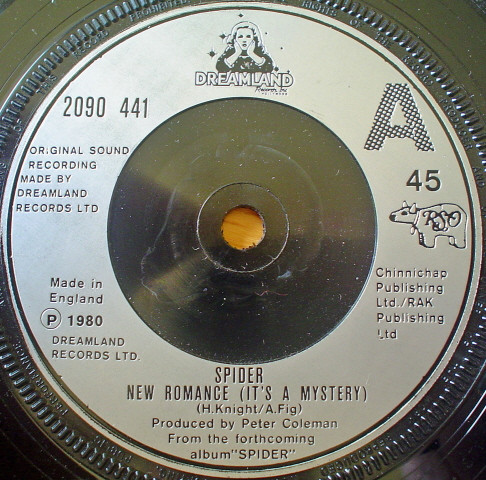 DREAMLAND
Records, Inc.
2090 441
A
ORIGINAL SOUND
RECORDING
MADE BY
DREAMLAND
RECORDS LTD
45
RSO
Made in
England
P 1980
DREAMLAND
RECORDS LTD.
Chinnichap
Publishing
Ltd./RAK
Publishing
Ltd
SPIDER
NEW ROMANCE (IT'S A MYSTERY)
(H.Knight/A.Fig)
Produced by Peter Coleman
From the forthcoming
album"SPIDER"